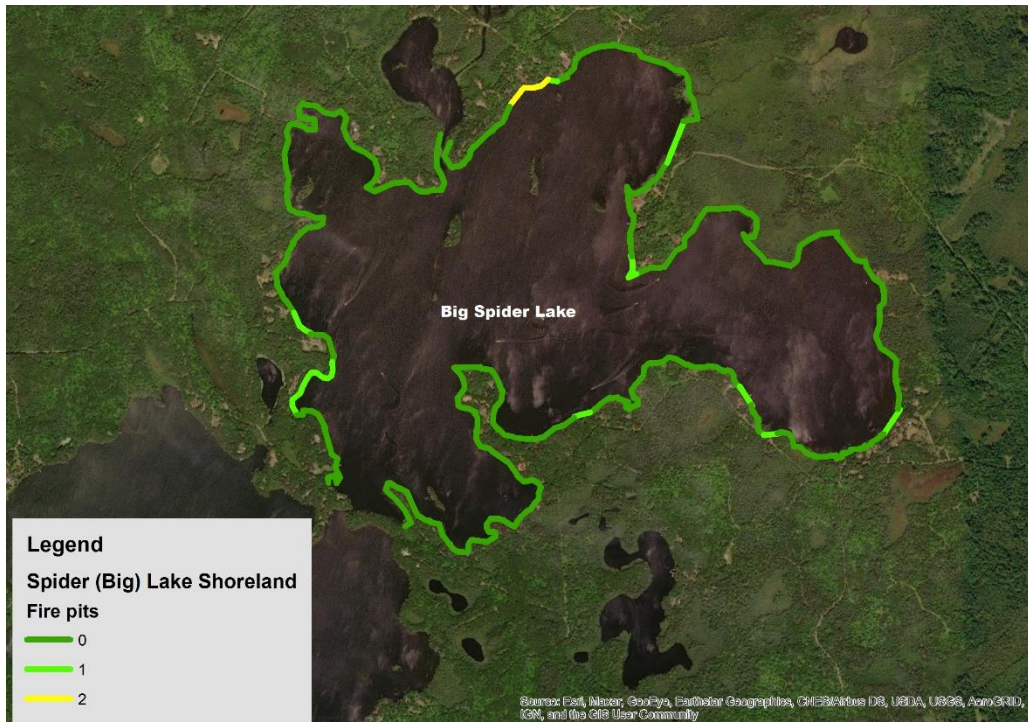 Big Spider Lake
Legend
Spider (Big) Lake Shoreland
Fire pits
0
1
2
Source: Esri, Maxar, GeoEye, Earthstar Geographics, CNES/Airbus DS, USDA, USGS, AeroGRID,
IGN, and the GIS User Community